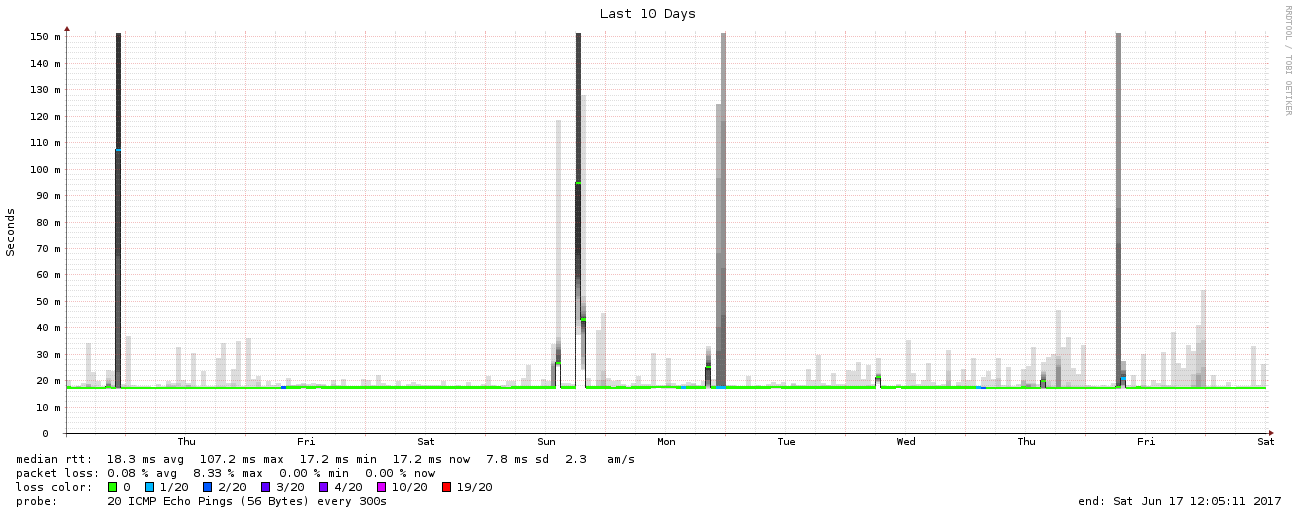 Last 10 Days
RRDTOOL / TOBI OETIKER
Seconds
150 m
140 m
130 m
120 m
110 m
100 m
90 m
80 m
70 m
60 m
50 m
40 m
30 m
20 m
10 m
0
Thu Fri Sat Sun Mon Tue Wed Thu Fri Sat
median rtt: 18.3 ms avg 107.2 ms max 17.2 ms min 17.2 ms now 7.8 ms sd 2.3 am/s
packet loss: 0.08 % avg 8.33 % max 0.00 % min 0.00 % now
loss color: 0 1/20 2/20 3/20 4/20 10/20 19/20
probe: 20 ICMP Echo Pings (56 Bytes) every 300s end: Sat Jun 17 12:05:11 2017